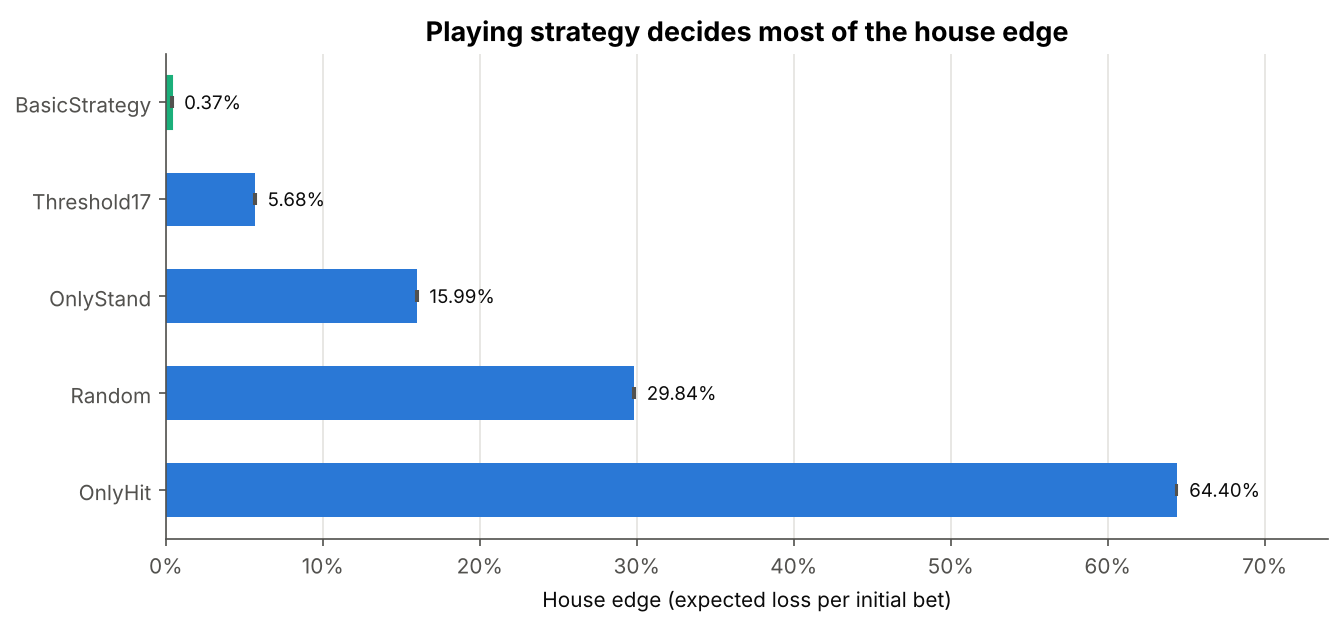 Playing strategy decides most of the house edge
BasicStrategy 0.37%
Threshold17 5.68%
OnlyStand 15.99%
Random 29.84%
OnlyHit 64.40%
0% 10% 20% 30% 40% 50% 60% 70%
House edge (expected loss per initial bet)